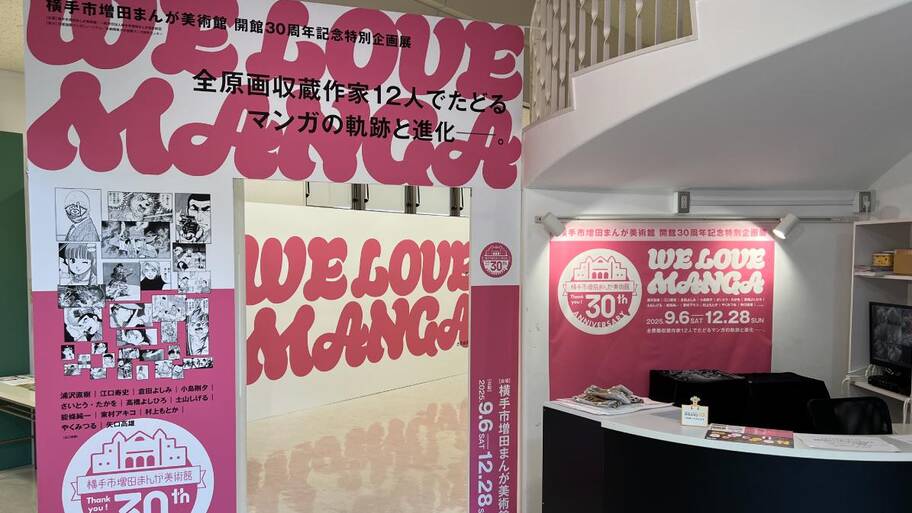 横手市増田まんが美術館 開館30周年記念特別企画展
WE LOVE
MANGA
全原画収蔵作家12人でたどる
マンガの軌跡と進化——。
浦沢直樹｜江口寿史｜倉田よしみ｜小島剛夕｜
さいとう・たかを｜高橋よしひろ｜土山しげる｜
能條純一｜東村アキコ｜村上もとか｜
やくみつる｜矢口高雄
横手市増田まんが美術館
Thank you!
30th
WE LOVE
MANGA
30th
2025 9.6 SAT – 12.28 S
横手市増田まんが美術
横手市増田まんが美術館 開館30周年記念特別企画展
横手市増田まんが美術館
Thank you!
30th
ANNIVERSARY
WE LOVE
MANGA
2025 9.6 SAT – 12.28 SUN
全原画収蔵作家12人でたどるマンガの軌跡と進化——。